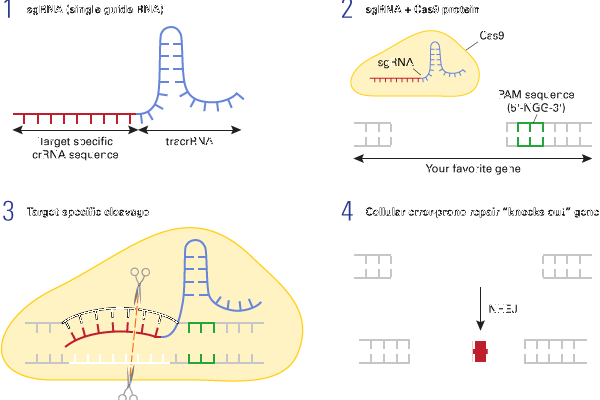 1 sgRNA (single guide RNA)
Target specific
crRNA sequence
tracrRNA
2 sgRNA + Cas9 protein
Cas9
sgRNA
PAM sequence
(5'-NGG-3')
Your favorite gene
3 Target specific cleavage
4 Cellular error-prone repair “knocks out” gene
NHEJ